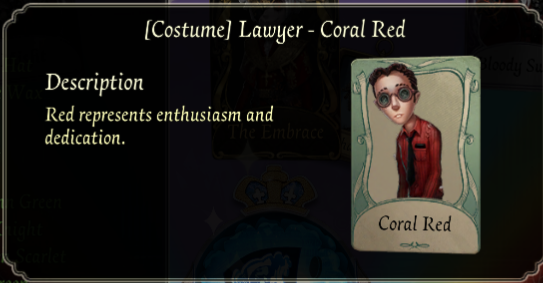 [Costume] Lawyer - Coral Red
Description
Red represents enthusiasm and
dedication.
The Embrace
Coral Red